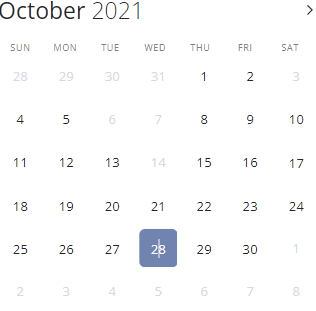 October 2021
SUN MON TUE WED THU FRI SAT
28 29 30 31 1 2 3
4 5 6 7 8 9 10
11 12 13 14 15 16 17
18 19 20 21 22 23 24
25 26 27 28 29 30 1
2 3 4 5 6 7 8